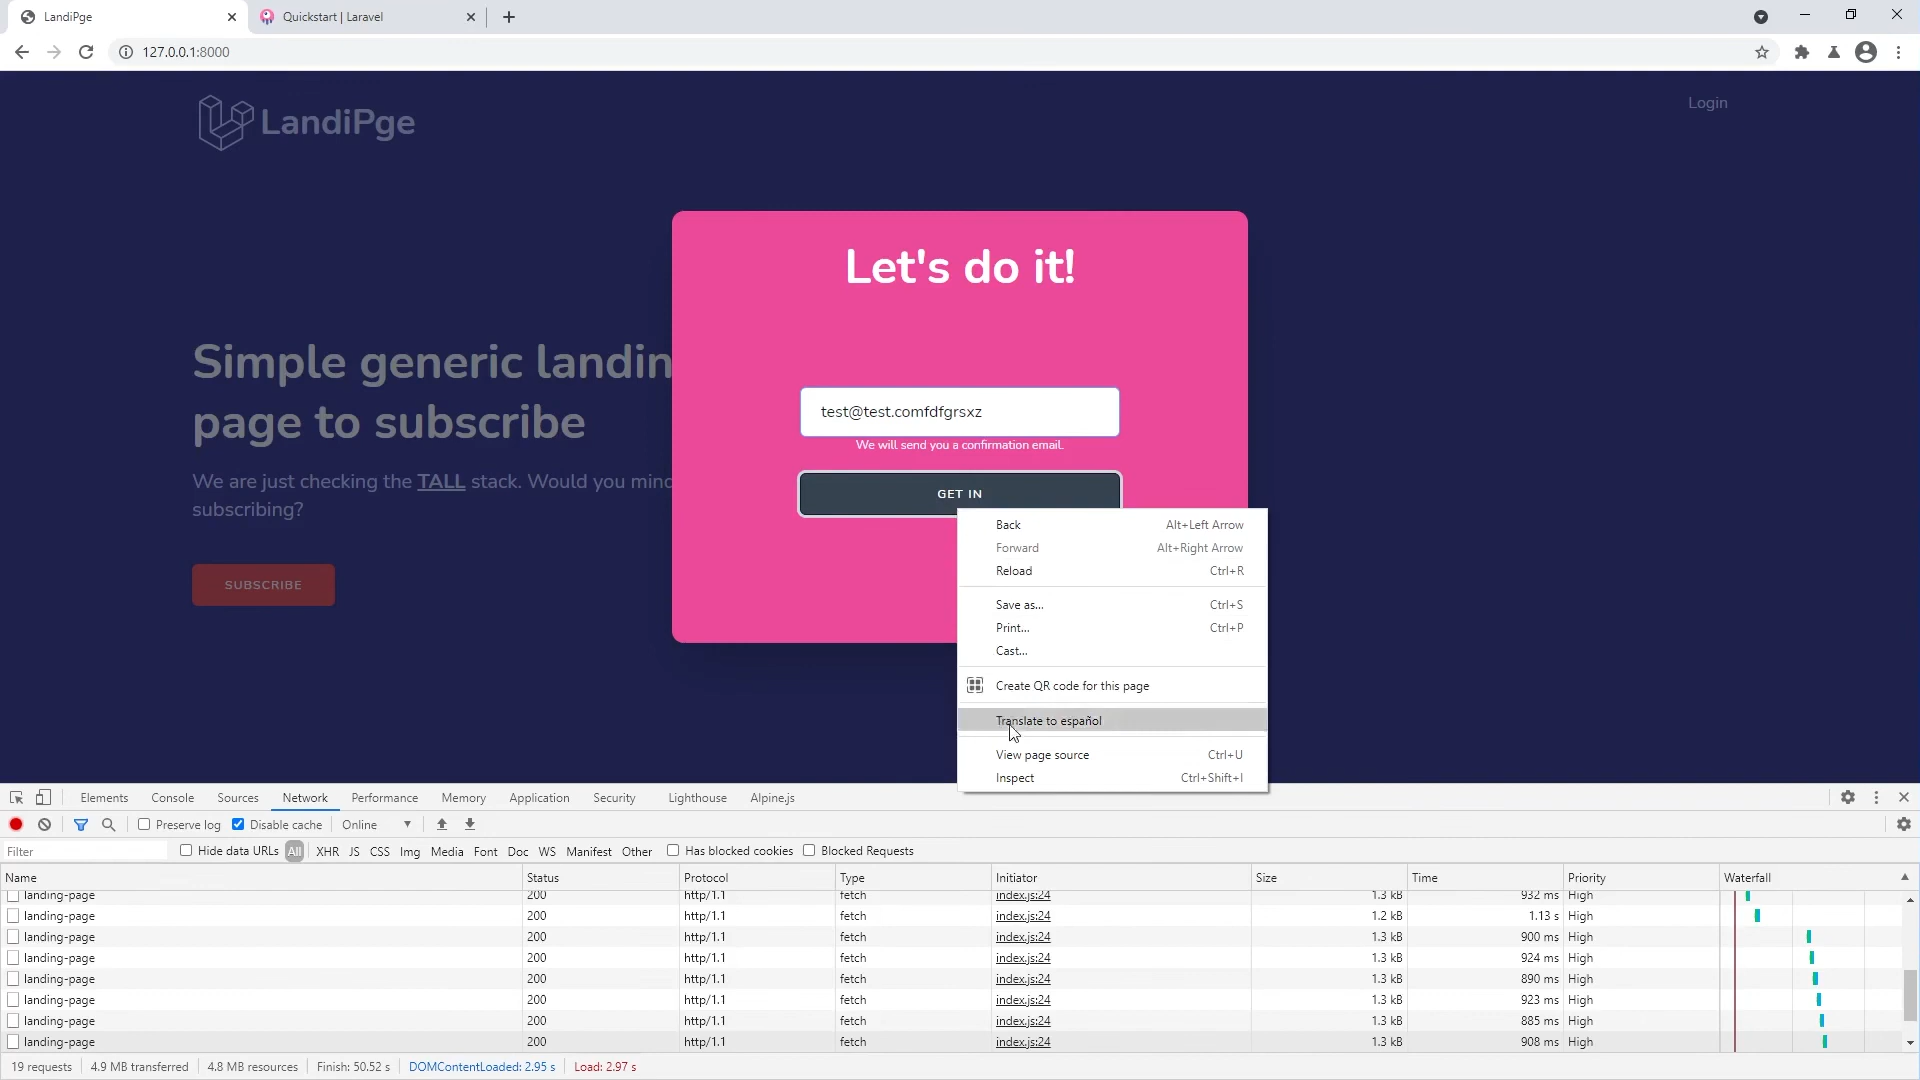 LandiPge
Quickstart | Laravel
127.0.0.1:8000
LandiPge
Login
Let's do it!
Simple generic landin
page to subscribe
We are just checking the TALL stack. Would you mind
subscribing?
SUBSCRIBE
test@test.comfdfgrsxz
We will send you a confirmation email.
GET IN
Back Alt+Left Arrow
Forward Alt+Right Arrow
Reload Ctrl+R
Save as... Ctrl+S
Print... Ctrl+P
Cast...
Create QR code for this page
Translate to español
View page source Ctrl+U
Inspect Ctrl+Shift+I
Elements Console Sources Network Performance Memory Application Security Lighthouse Alpine.js
Preserve log Disable cache Online
Filter Hide data URLs All XHR JS CSS Img Media Font Doc WS Manifest Other Has blocked cookies Blocked Requests
Name Status Protocol Type Initiator Size Time Priority Waterfall
landing-page 200 http/1.1 fetch index.js:24 1.3 kB 932 ms High
landing-page 200 http/1.1 fetch index.js:24 1.2 kB 1.13 s High
landing-page 200 http/1.1 fetch index.js:24 1.3 kB 900 ms High
landing-page 200 http/1.1 fetch index.js:24 1.3 kB 924 ms High
landing-page 200 http/1.1 fetch index.js:24 1.3 kB 890 ms High
landing-page 200 http/1.1 fetch index.js:24 1.3 kB 923 ms High
landing-page 200 http/1.1 fetch index.js:24 1.3 kB 885 ms High
landing-page 200 http/1.1 fetch index.js:24 1.3 kB 908 ms High
19 requests 4.9 MB transferred 4.8 MB resources Finish: 50.52 s DOMContentLoaded: 2.95 s Load: 2.97 s